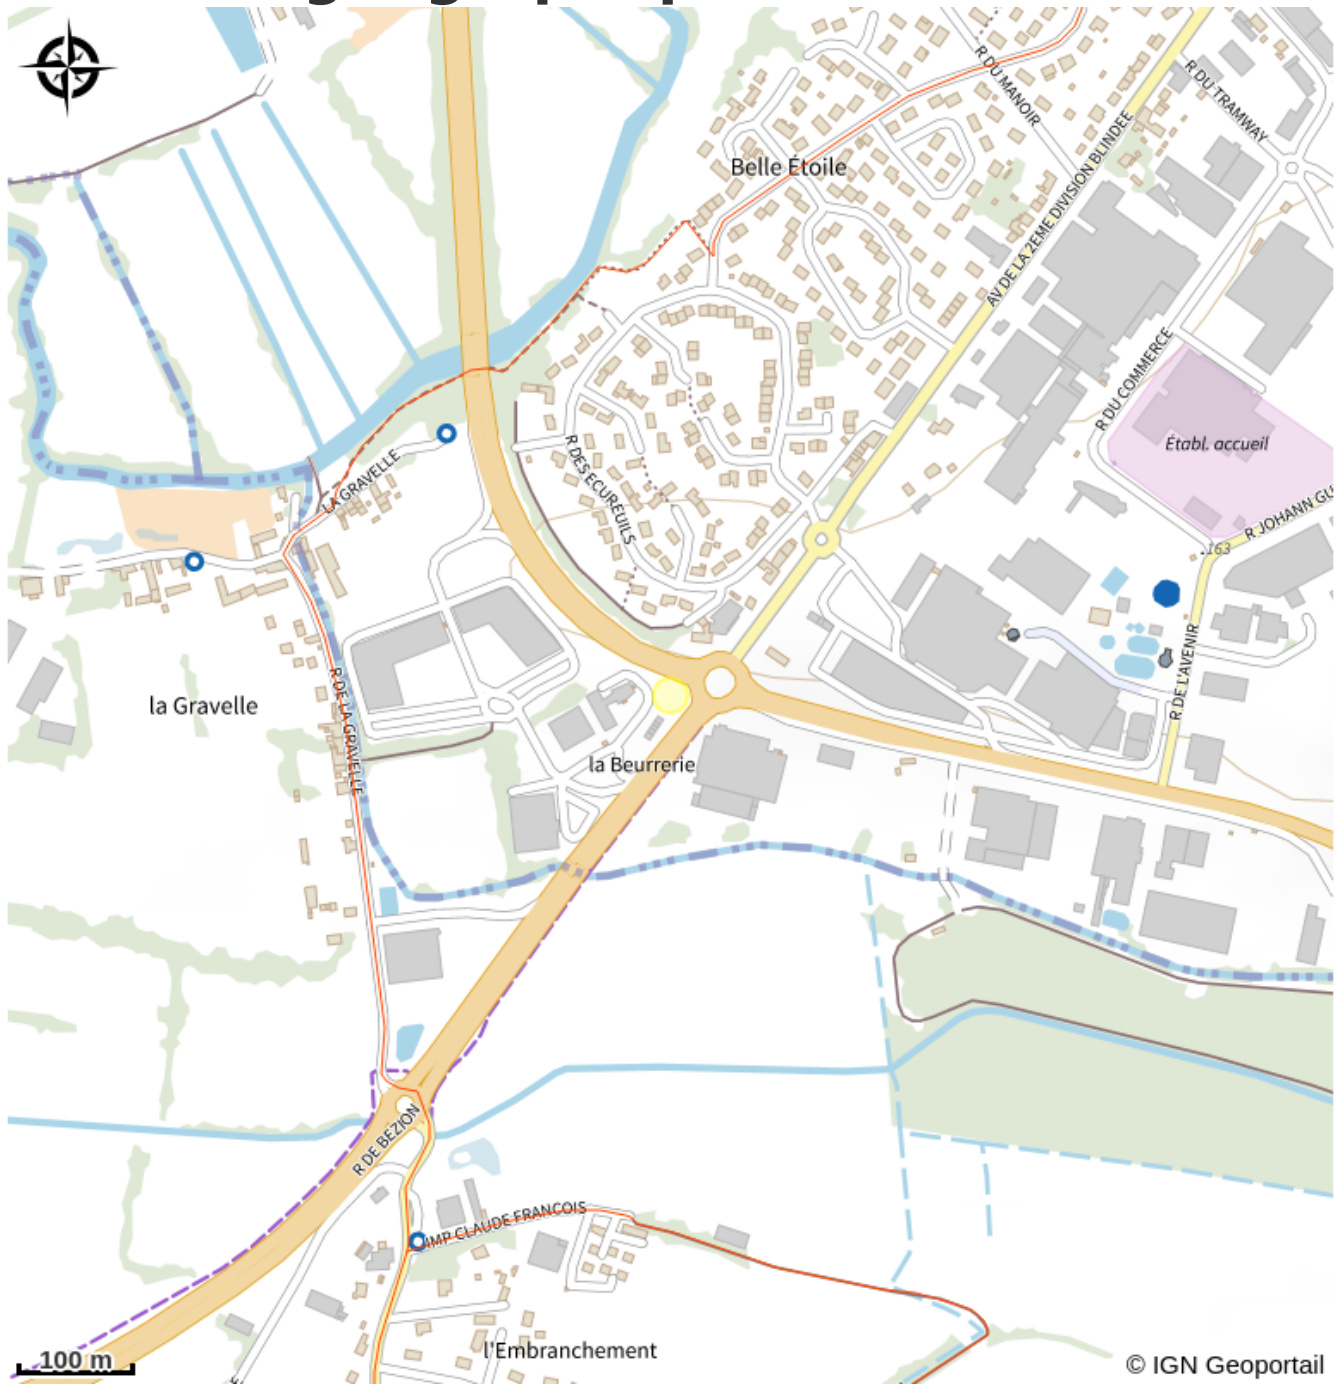 R DU MANOIR
R DU TRAMWAY
Belle Étoile
AV DE LA 2EME DIVISION BLINDEE
R DU COMMERCE
Établ. accueil
LA GRAVELLE
R DES ECUREUILS
R JOHANN GU
163
R DE LA GRAVELLE
R DE L'AVENIR
la Gravelle
la Beurrerie
R DE BEZION
IMP CLAUDE FRANCOIS
l'Embranchement
100 m
© IGN Geoportail